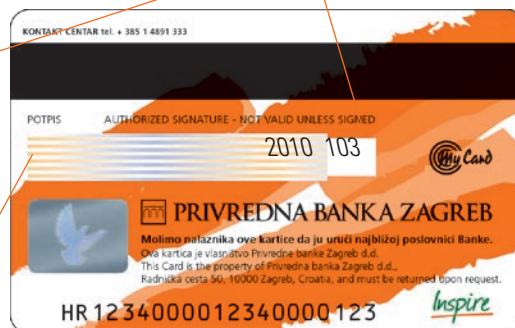 KONTAKT CENTAR tel. + 385 1 4891 333
POTPIS AUTHORIZED SIGNATURE - NOT VALID UNLESS SIGNED
2010 103
My Card
PRIVREDNA BANKA ZAGREB
Molimo nalaznika ove kartice da ju uruči najbližoj poslovnici Banke.
Ova kartica je vlasništvo Privredne banke Zagreb d.d.
This Card is the property of Privredna banka Zagreb d.d.,
Radnička cesta 50, 10000 Zagreb, Croatia, and must be returned upon request.
Inspire
HR 1234000012340000 123